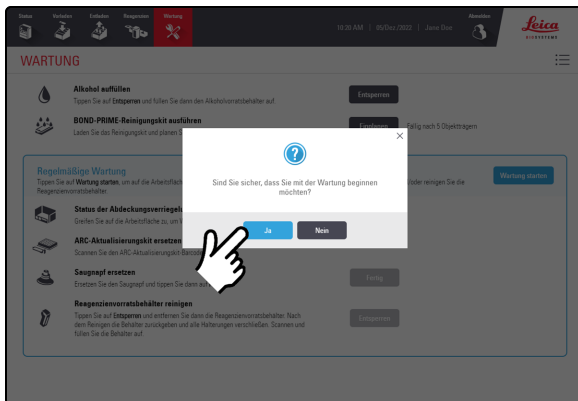 Status Vorladen Entladen Reagenzien Wartung
10:20 AM | 05/Dec/2022 | Jane Doe
Abmelden
Leica
BIOSYSTEMS
WARTUNG
Alkohol auffüllen
Tippen Sie auf Entsperren und füllen Sie dann den Alkoholvorratsbehälter auf.
Entsperren
BOND-PRIME-Reinigungskit ausführen
Laden Sie das Reinigungskit und planen S
Fällig nach 5 Objektträgern
Sind Sie sicher, dass Sie mit der Wartung beginnen
möchten?
Ja Nein
Regelmäßige Wartung
Tippen Sie auf Wartung starten, um auf die Arbeitsfläch
oder reinigen Sie die
Reagenzienvorratsbehälter.
Wartung starten
Status der Abdeckungsverriegel
Greifen Sie auf die Arbeitsfläche zu, um
ARC-Aktualisierungskit ersetzen
Scannen Sie den ARC-Aktualisierungskit-Barcode
Saugnapf ersetzen
Ersetzen Sie den Saugnapf und tippen Sie dann auf
Fertig
Reagenzienvorratsbehälter reinigen
Tippen Sie auf Entsperren und entfernen Sie dann die Reagenzienvorratsbehälter. Nach
dem Reinigen die Behälter zurückgeben und alle Halterungen verschließen. Scannen und
füllen Sie die Behälter auf.
Entsperren